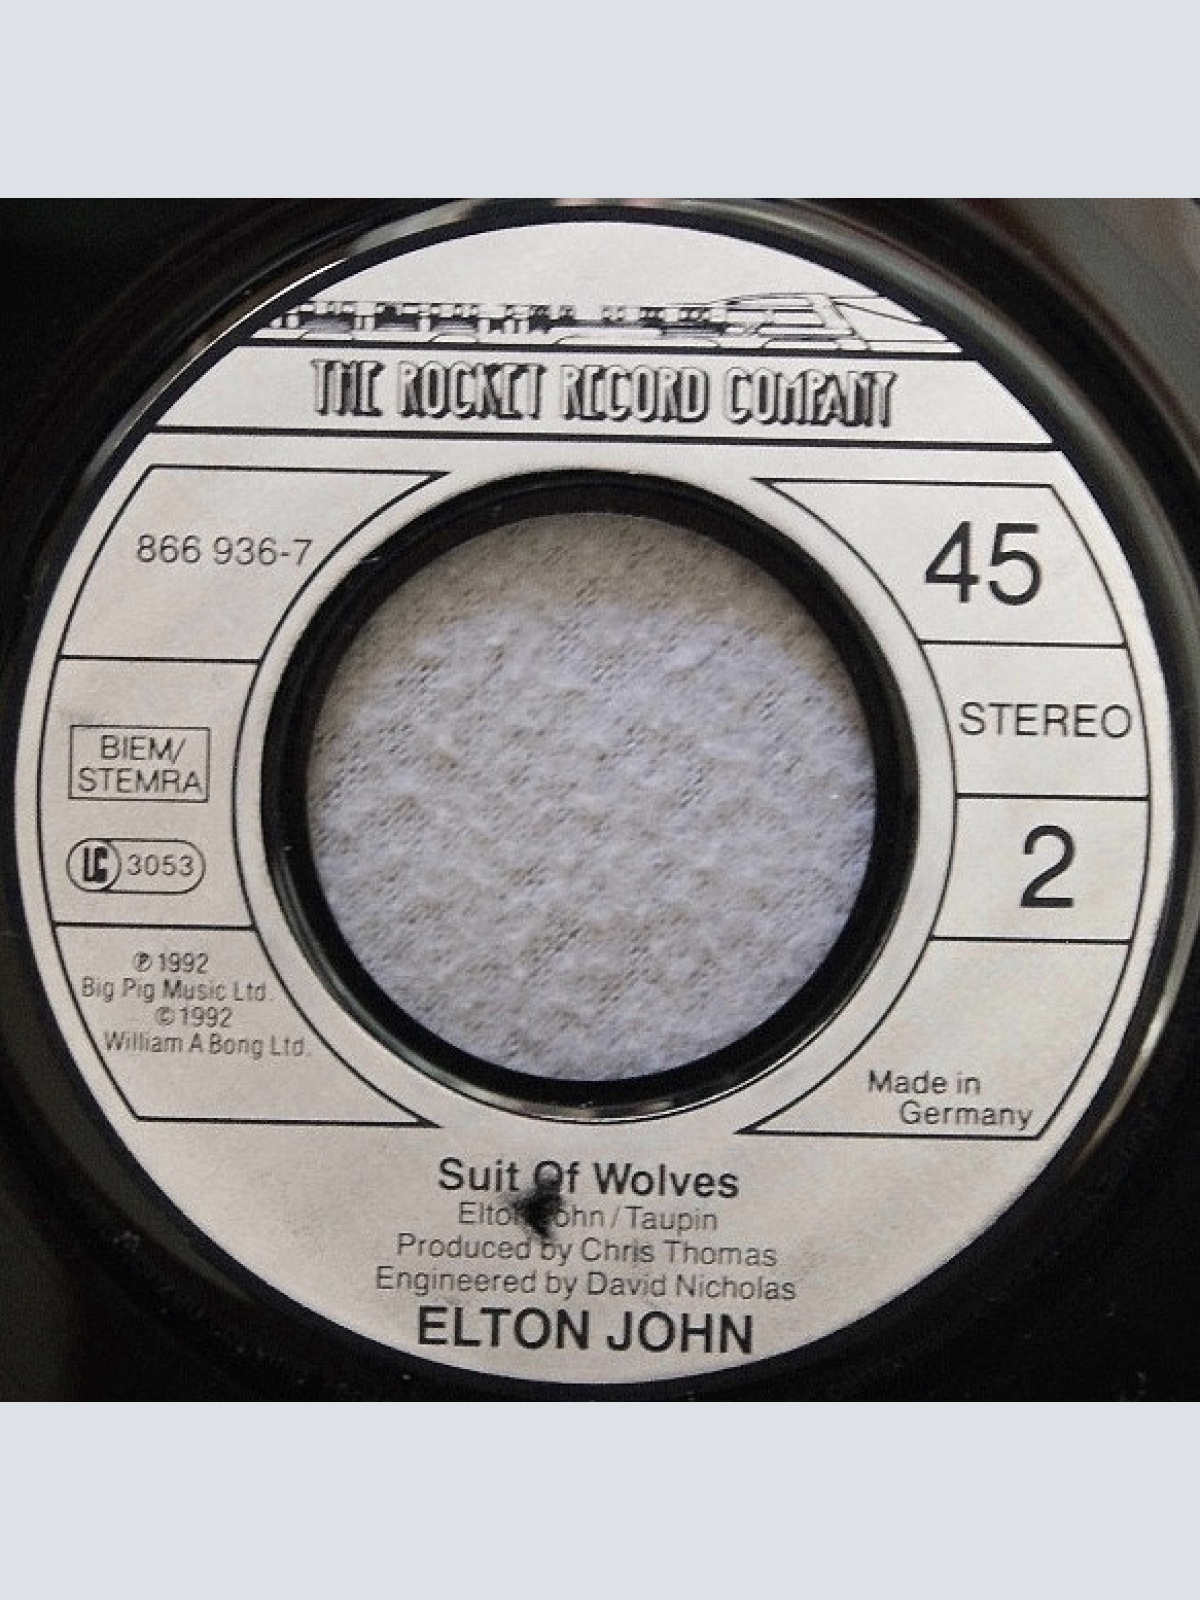 THE ROCKET RECORD COMPANY
866 936-7
45
STEREO
BIEM/
STEMRA
LC 3053
2
℗ 1992
Big Pig Music Ltd.
© 1992
William A Bong Ltd.
Made in
Germany
Suit Of Wolves
Elton John / Taupin
Produced by Chris Thomas
Engineered by David Nicholas
ELTON JOHN